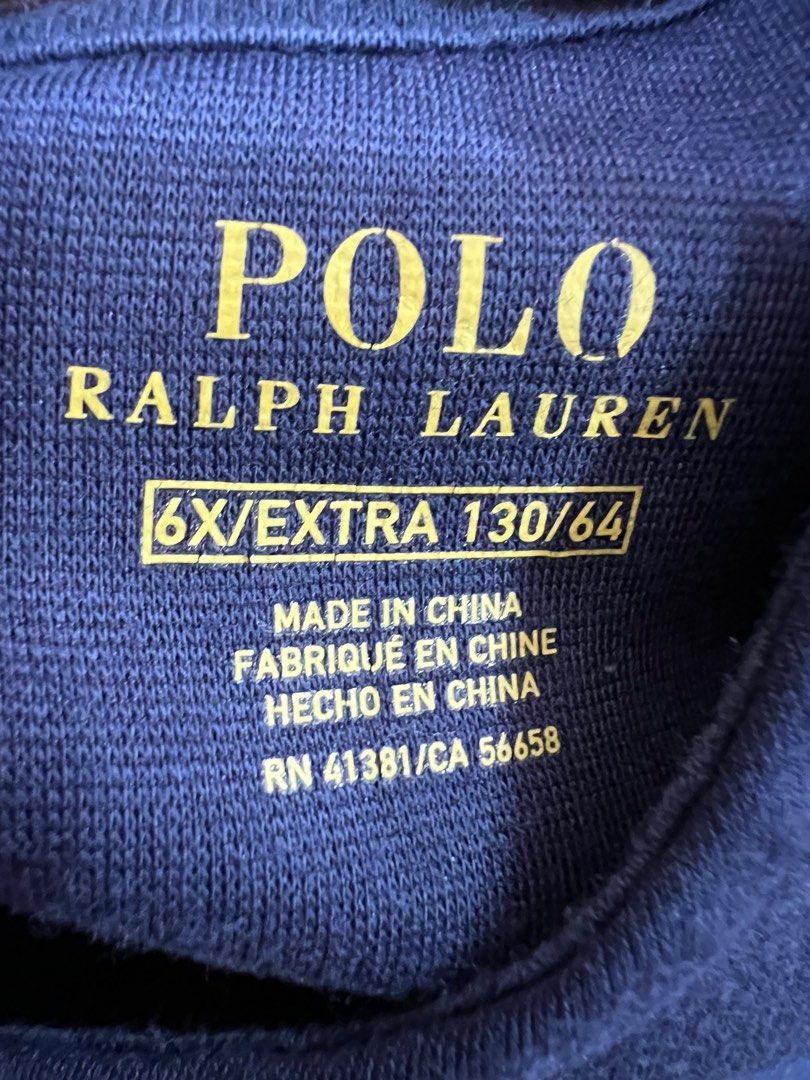 POLO
RALPH LAUREN
6X/EXTRA 130/64
MADE IN CHINA
FABRIQUÉ EN CHINE
HECHO EN CHINA
RN 41381/CA 56658